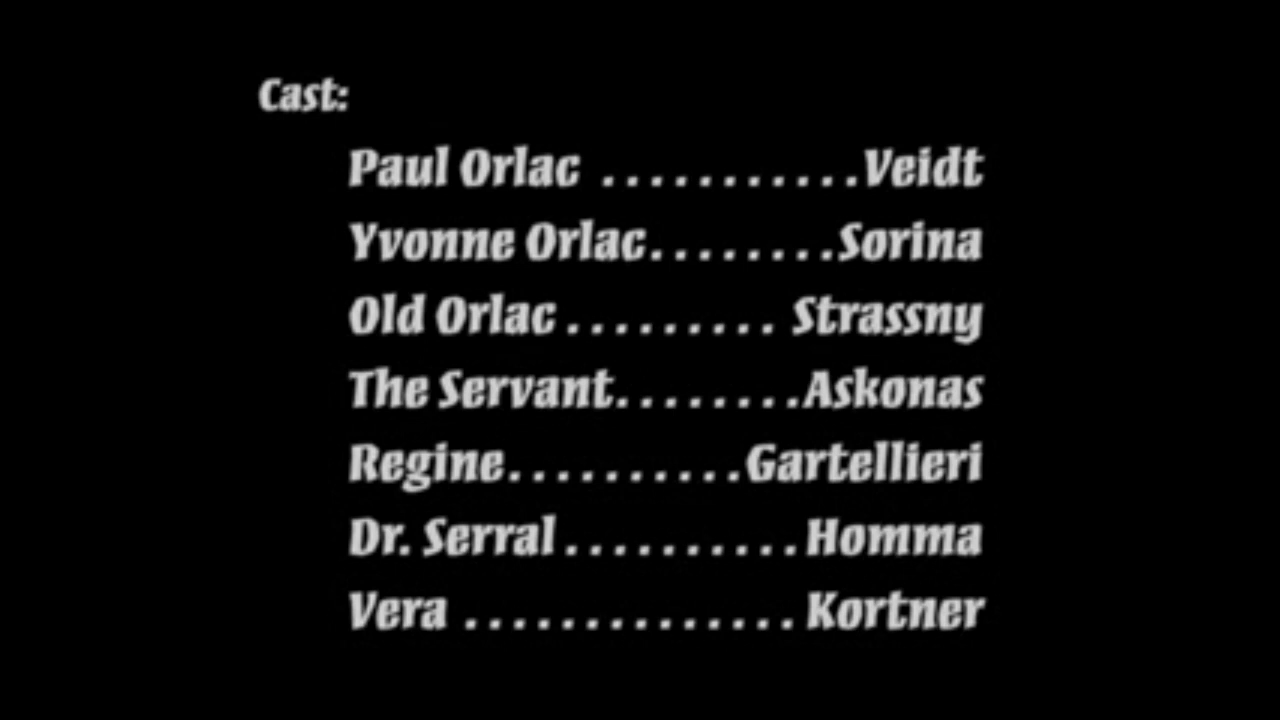 Cast:
Paul Orlac ...........Veidt
Yvonne Orlac........Sorina
Old Orlac ......... Strassny
The Servant........Askonas
Regine..........Gartellieri
Dr. Serral ..........Homma
Vera .............. Kortner